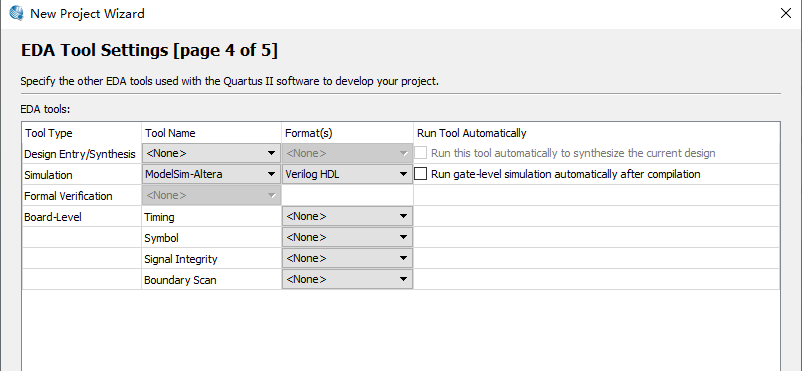 New Project Wizard
EDA Tool Settings [page 4 of 5]
Specify the other EDA tools used with the Quartus II software to develop your project.
EDA tools:
Tool Type Tool Name Format(s) Run Tool Automatically
Design Entry/Synthesis <None> <None> Run this tool automatically to synthesize the current design
Simulation ModelSim-Altera Verilog HDL Run gate-level simulation automatically after compilation
Formal Verification <None>
Board-Level Timing <None>
Symbol <None>
Signal Integrity <None>
Boundary Scan <None>